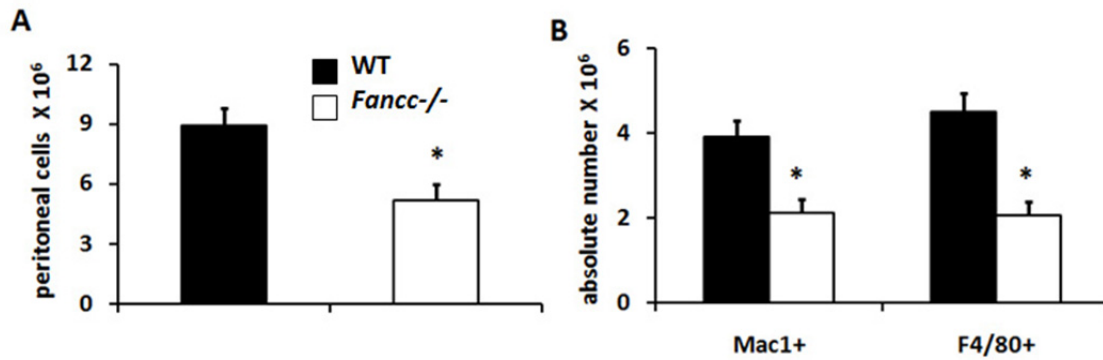 A
peritoneal cells X 10⁶
12
9
6
3
0
WT
Fancc-/-
*
B
absolute number X 10⁶
6
4
2
0
*
*
Mac1+ F4/80+